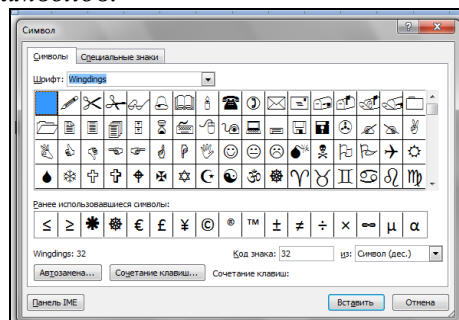 Символ
Символы Специальные знаки
Шрифт: Wingdings
Ранее использовавшиеся символы:
≤ ≥ ✱ ☸ € £ ¥ © ® ™ ± ≠ ÷ × ∞ µ α
Wingdings: 32 Код знака: 32 из: Символ (дес.)
Автозамена... Сочетание клавиш... Сочетание клавиш:
Панель IME Вставить Отмена